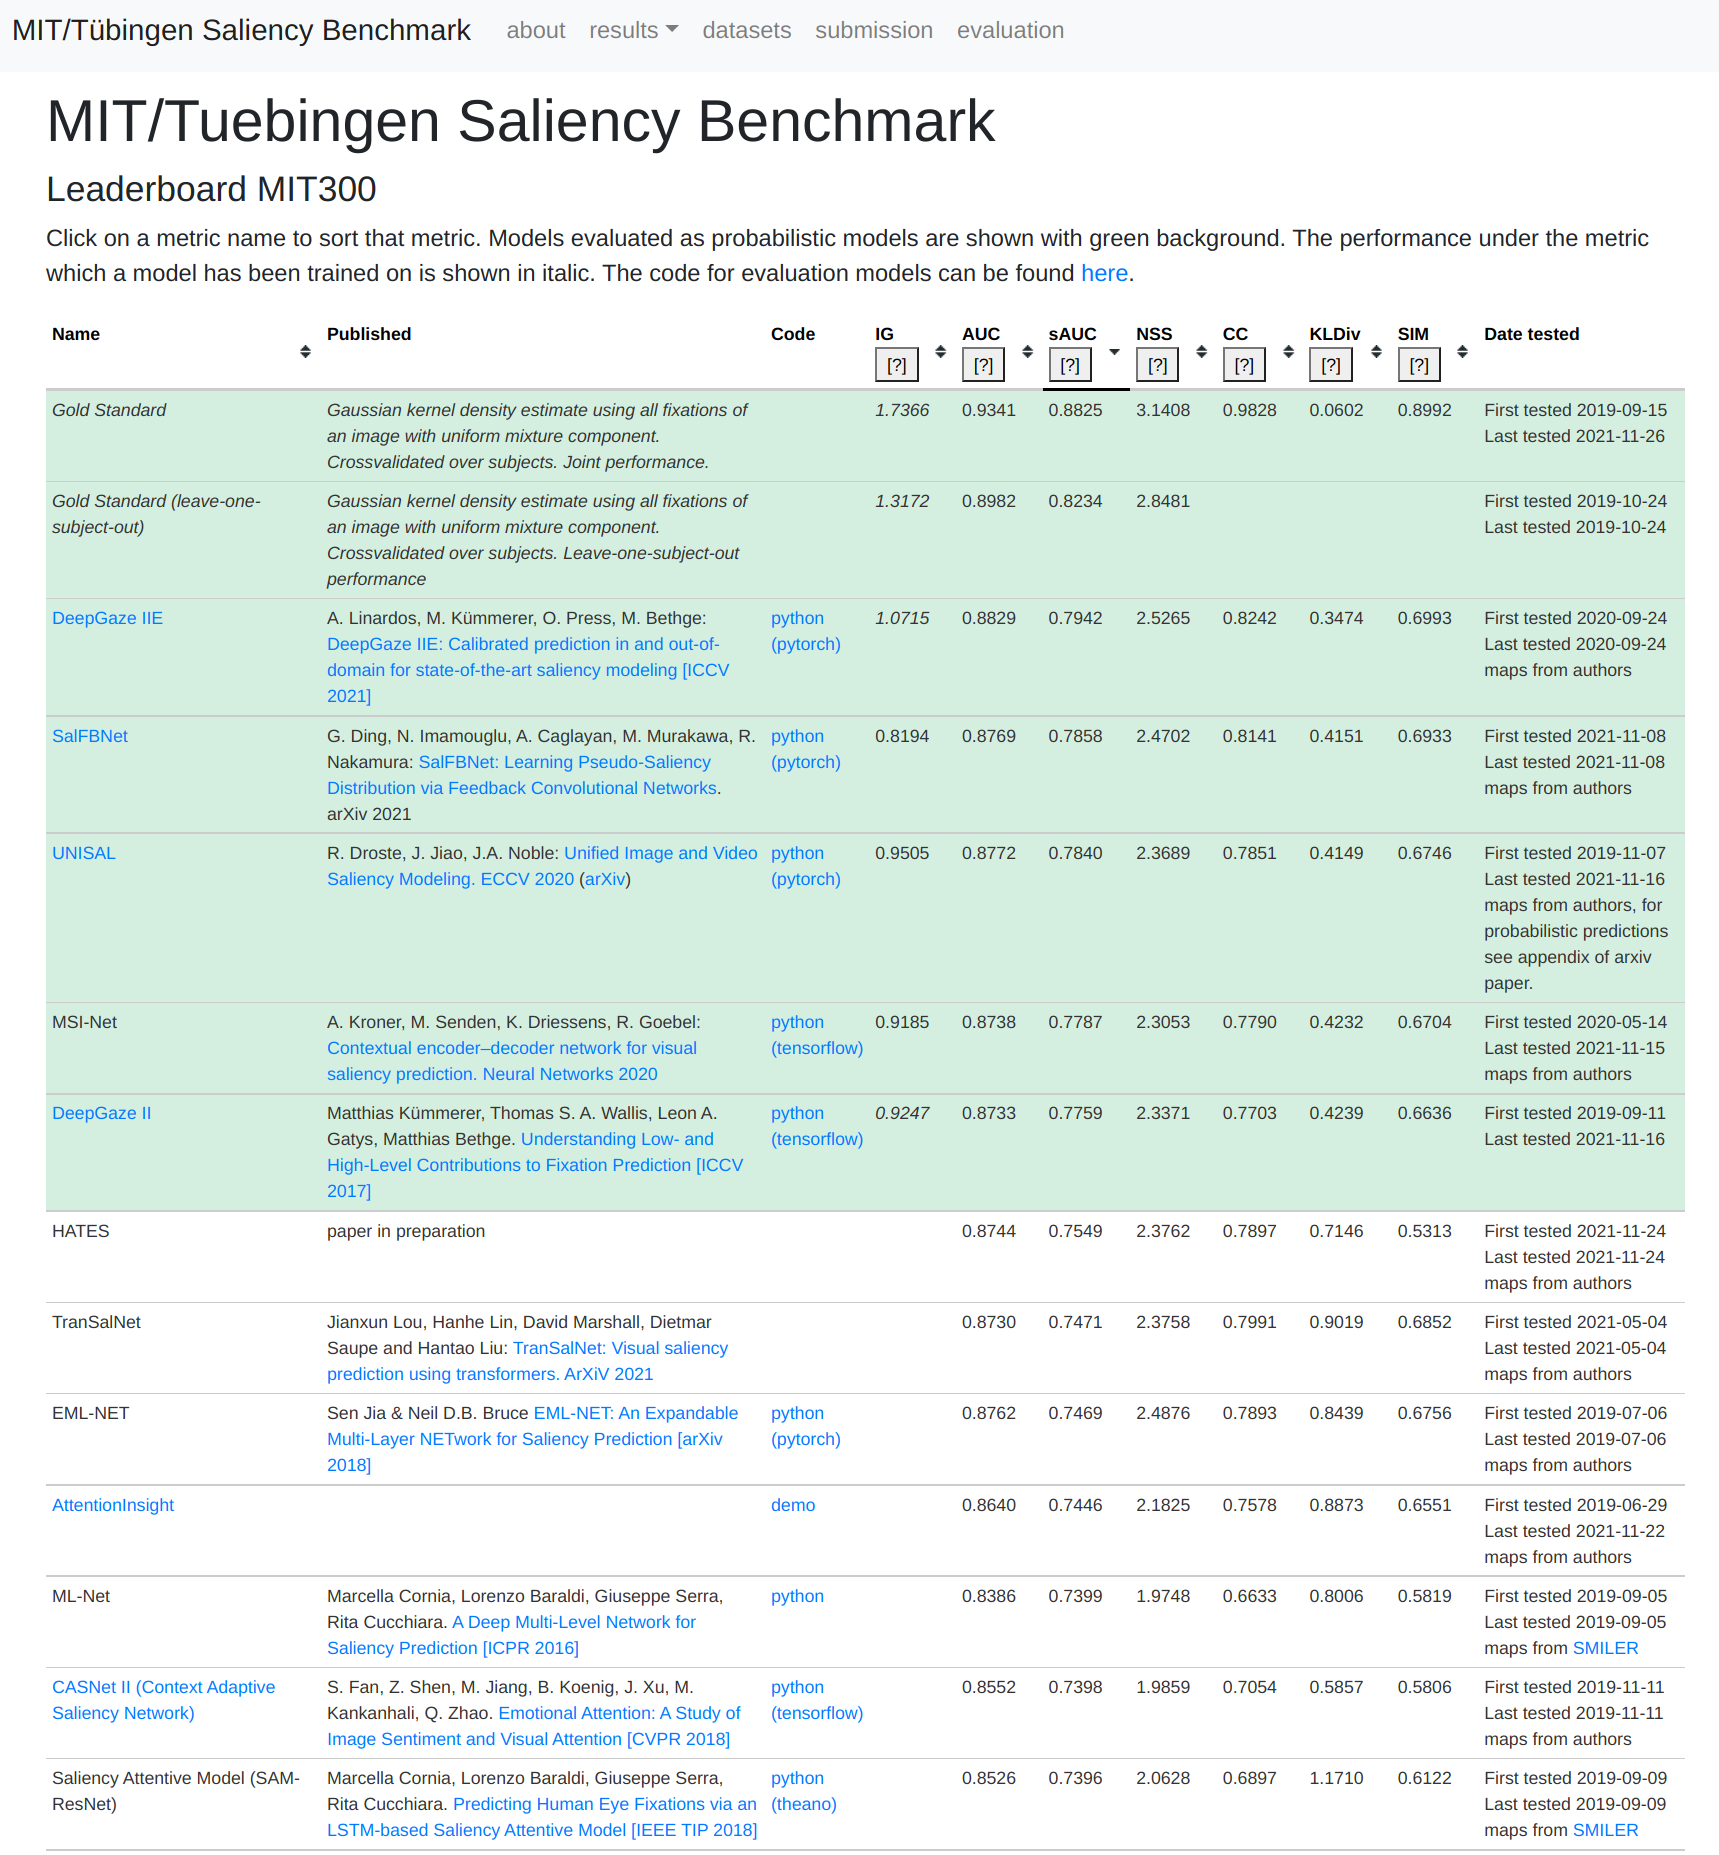 MIT/Tübingen Saliency Benchmark about results datasets submission evaluation
MIT/Tuebingen Saliency Benchmark
Leaderboard MIT300
Click on a metric name to sort that metric. Models evaluated as probabilistic models are shown with green background. The performance under the metric
which a model has been trained on is shown in italic. The code for evaluation models can be found here.
Name Published Code IG AUC sAUC NSS CC KLDiv SIM Date tested
[?] [?] [?] [?] [?] [?] [?]
Gold Standard Gaussian kernel density estimate using all fixations of 1.7366 0.9341 0.8825 3.1408 0.9828 0.0602 0.8992 First tested 2019-09-15
an image with uniform mixture component. Last tested 2021-11-26
Crossvalidated over subjects. Joint performance.
Gold Standard (leave-one- Gaussian kernel density estimate using all fixations of 1.3172 0.8982 0.8234 2.8481 First tested 2019-10-24
subject-out) an image with uniform mixture component. Last tested 2019-10-24
Crossvalidated over subjects. Leave-one-subject-out
performance
DeepGaze IIE A. Linardos, M. Kümmerer, O. Press, M. Bethge: python 1.0715 0.8829 0.7942 2.5265 0.8242 0.3474 0.6993 First tested 2020-09-24
DeepGaze IIE: Calibrated prediction in and out-of- (pytorch) Last tested 2020-09-24
domain for state-of-the-art saliency modeling [ICCV maps from authors
2021]
SalFBNet G. Ding, N. Imamouglu, A. Caglayan, M. Murakawa, R. python 0.8194 0.8769 0.7858 2.4702 0.8141 0.4151 0.6933 First tested 2021-11-08
Nakamura: SalFBNet: Learning Pseudo-Saliency (pytorch) Last tested 2021-11-08
Distribution via Feedback Convolutional Networks. maps from authors
arXiv 2021
UNISAL R. Droste, J. Jiao, J.A. Noble: Unified Image and Video python 0.9505 0.8772 0.7840 2.3689 0.7851 0.4149 0.6746 First tested 2019-11-07
Saliency Modeling. ECCV 2020 (arXiv) (pytorch) Last tested 2021-11-16
maps from authors, for
probabilistic predictions
see appendix of arxiv
paper.
MSI-Net A. Kroner, M. Senden, K. Driessens, R. Goebel: python 0.9185 0.8738 0.7787 2.3053 0.7790 0.4232 0.6704 First tested 2020-05-14
Contextual encoder–decoder network for visual (tensorflow) Last tested 2021-11-15
saliency prediction. Neural Networks 2020 maps from authors
DeepGaze II Matthias Kümmerer, Thomas S. A. Wallis, Leon A. python 0.9247 0.8733 0.7759 2.3371 0.7703 0.4239 0.6636 First tested 2019-09-11
Gatys, Matthias Bethge. Understanding Low- and (tensorflow) Last tested 2021-11-16
High-Level Contributions to Fixation Prediction [ICCV
2017]
HATES paper in preparation 0.8744 0.7549 2.3762 0.7897 0.7146 0.5313 First tested 2021-11-24
Last tested 2021-11-24
maps from authors
TranSalNet Jianxun Lou, Hanhe Lin, David Marshall, Dietmar 0.8730 0.7471 2.3758 0.7991 0.9019 0.6852 First tested 2021-05-04
Saupe and Hantao Liu: TranSalNet: Visual saliency Last tested 2021-05-04
prediction using transformers. ArXiV 2021 maps from authors
EML-NET Sen Jia & Neil D.B. Bruce EML-NET: An Expandable python 0.8762 0.7469 2.4876 0.7893 0.8439 0.6756 First tested 2019-07-06
Multi-Layer NETwork for Saliency Prediction [arXiv (pytorch) Last tested 2019-07-06
2018] maps from authors
AttentionInsight demo 0.8640 0.7446 2.1825 0.7578 0.8873 0.6551 First tested 2019-06-29
Last tested 2021-11-22
maps from authors
ML-Net Marcella Cornia, Lorenzo Baraldi, Giuseppe Serra, python 0.8386 0.7399 1.9748 0.6633 0.8006 0.5819 First tested 2019-09-05
Rita Cucchiara. A Deep Multi-Level Network for Last tested 2019-09-05
Saliency Prediction [ICPR 2016] maps from SMILER
CASNet II (Context Adaptive S. Fan, Z. Shen, M. Jiang, B. Koenig, J. Xu, M. python 0.8552 0.7398 1.9859 0.7054 0.5857 0.5806 First tested 2019-11-11
Saliency Network) Kankanhali, Q. Zhao. Emotional Attention: A Study of (tensorflow) Last tested 2019-11-11
Image Sentiment and Visual Attention [CVPR 2018] maps from authors
Saliency Attentive Model (SAM- Marcella Cornia, Lorenzo Baraldi, Giuseppe Serra, python 0.8526 0.7396 2.0628 0.6897 1.1710 0.6122 First tested 2019-09-09
ResNet) Rita Cucchiara. Predicting Human Eye Fixations via an (theano) Last tested 2019-09-09
LSTM-based Saliency Attentive Model [IEEE TIP 2018] maps from SMILER